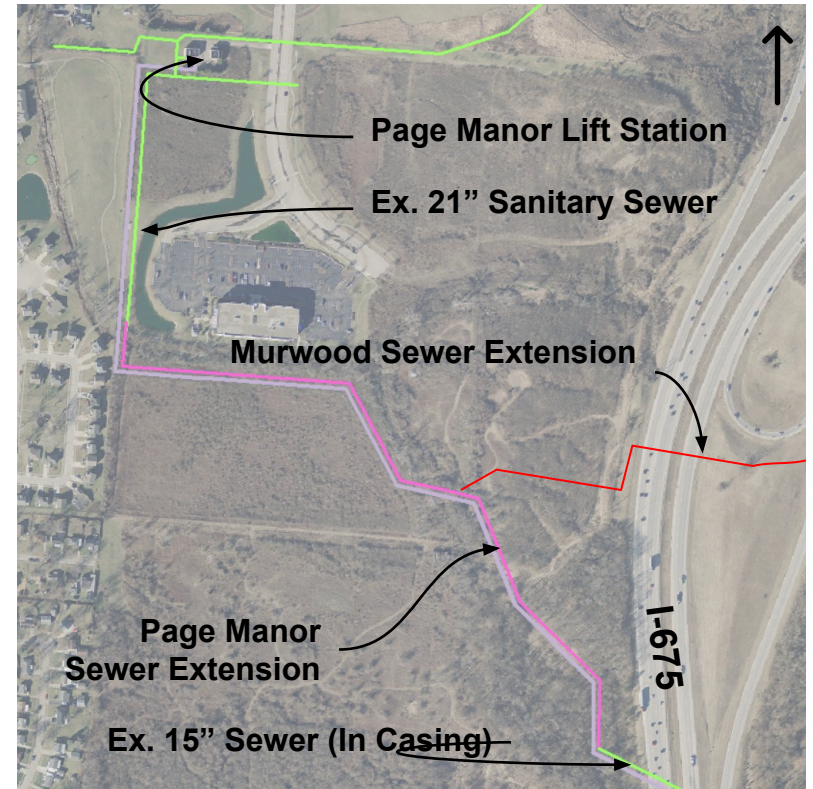 Page Manor Lift Station
Ex. 21” Sanitary Sewer
Murwood Sewer Extension
Page Manor
Sewer Extension
I-675
Ex. 15” Sewer (In Casing)